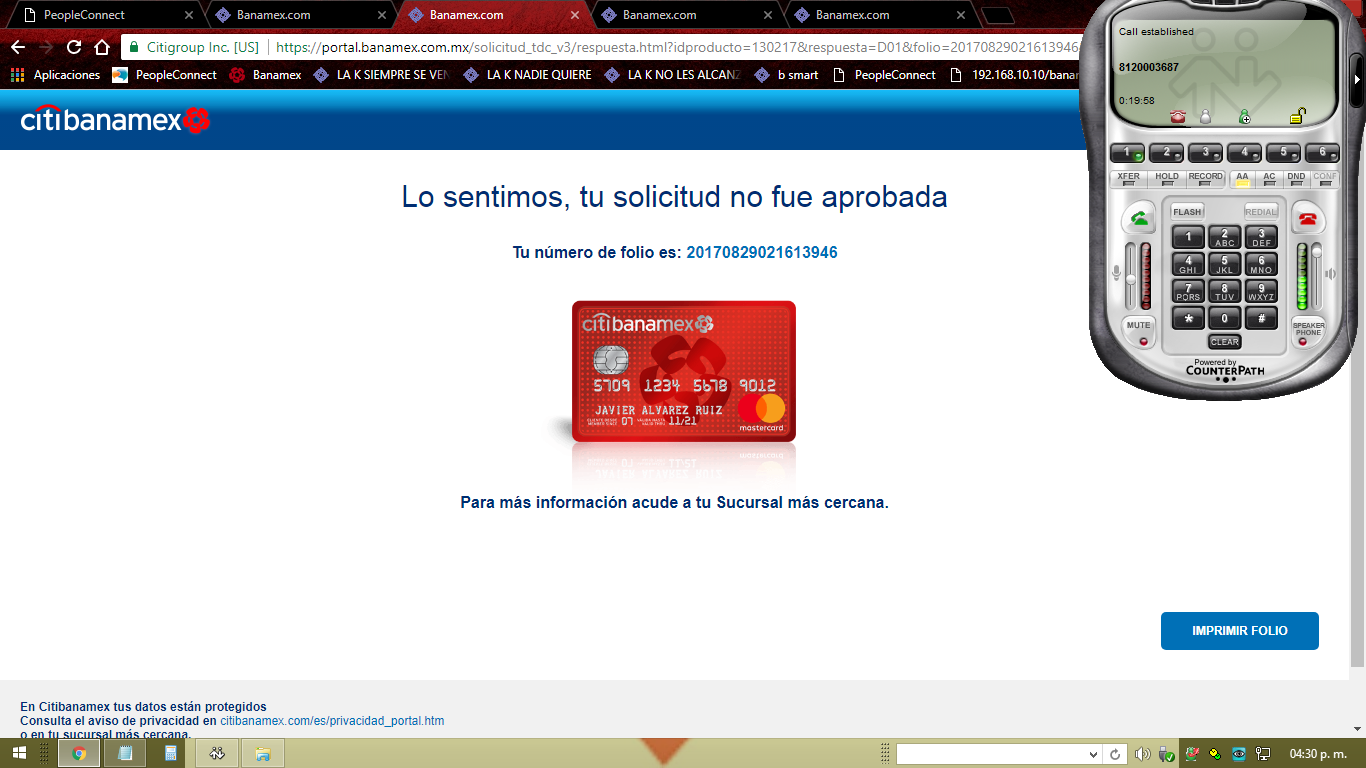 PeopleConnect
Banamex.com
Banamex.com
Banamex.com
Banamex.com
Citigroup Inc. [US] https://portal.banamex.com.mx/solicitud_tdc_v3/respuesta.html?idproducto=130217&respuesta=D01&folio=20170829021613946
Aplicaciones PeopleConnect Banamex LA K SIEMPRE SE VEN LA K NADIE QUIERE LA K NO LES ALCANZ b smart PeopleConnect 192.168.10.10/banam
citibanamex
Lo sentimos, tu solicitud no fue aprobada
Tu número de folio es: 20170829021613946
citibanamex
5709 1234 5678 9012
JAVIER ALVAREZ RUIZ
07 11/21
mastercard
Para más información acude a tu Sucursal más cercana.
IMPRIMIR FOLIO
En Citibanamex tus datos están protegidos
Consulta el aviso de privacidad en citibanamex.com/es/privacidad_portal.htm
o en tu sucursal más cercana.
Call established
8120003687
0:19:58
1 2 3 4 5 6
XFER HOLD RECORD AA AC DND CONF
FLASH REDIAL
1 2 ABC 3 DEF
4 GHI 5 JKL 6 MNO
7 PQRS 8 TUV 9 WXYZ
* 0 #
MUTE CLEAR SPEAKER PHONE
Powered by
COUNTERPATH
04:30 p. m.